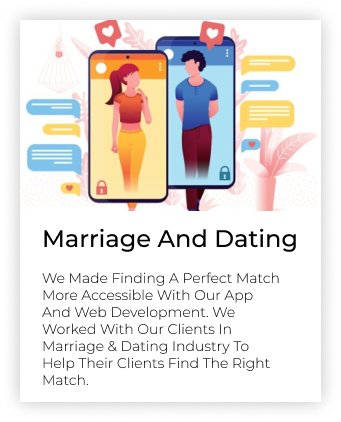 Marriage And Dating
We Made Finding A Perfect Match
More Accessible With Our App
And Web Development. We
Worked With Our Clients In
Marriage & Dating Industry To
Help Their Clients Find The Right
Match.